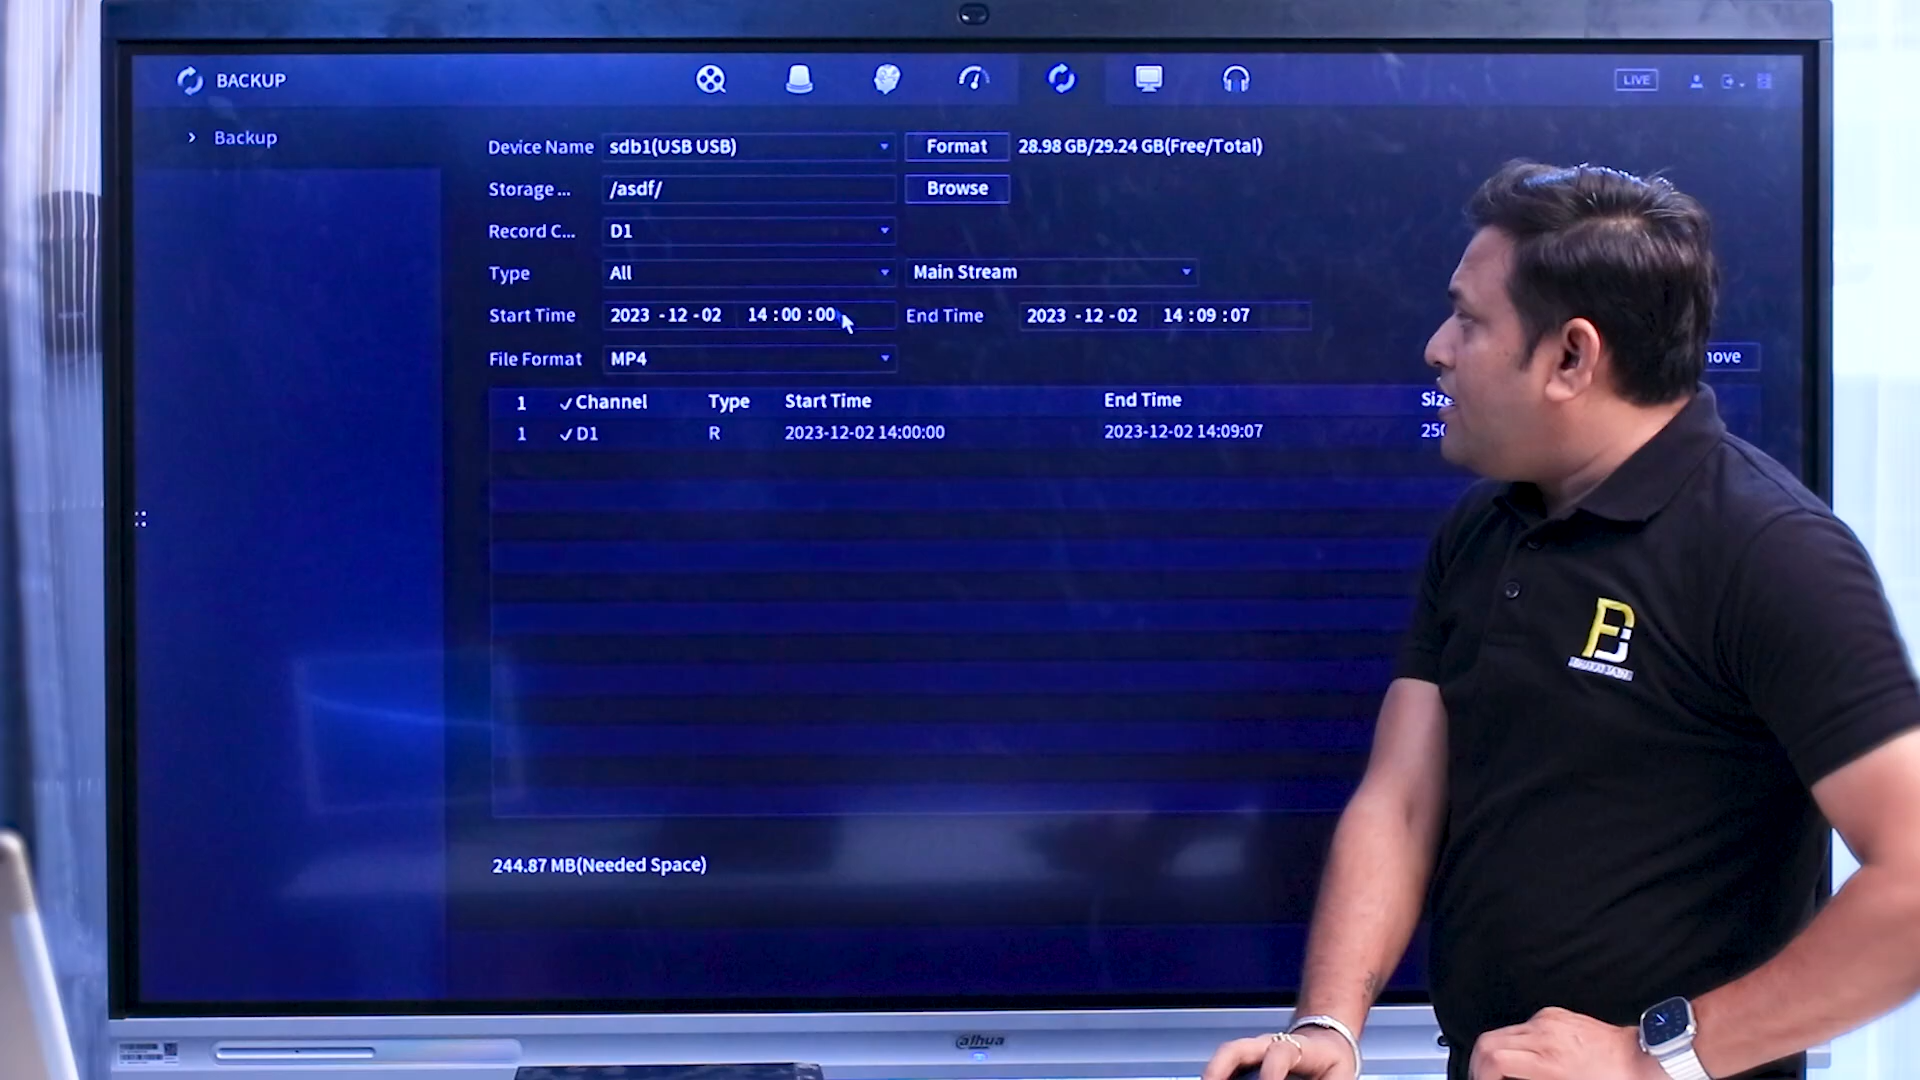 BACKUP
LIVE
Backup
Device Name sdb1(USB USB) Format 28.98 GB/29.24 GB(Free/Total)
Storage ... /asdf/ Browse
Record C... D1
Type All Main Stream
Start Time 2023 -12 -02 14 :00 :00 End Time 2023 -12 -02 14 :09 :07
File Format MP4
1 Channel Type Start Time End Time
1 D1 R 2023-12-02 14:00:00 2023-12-02 14:09:07
244.87 MB(Needed Space)
alhua